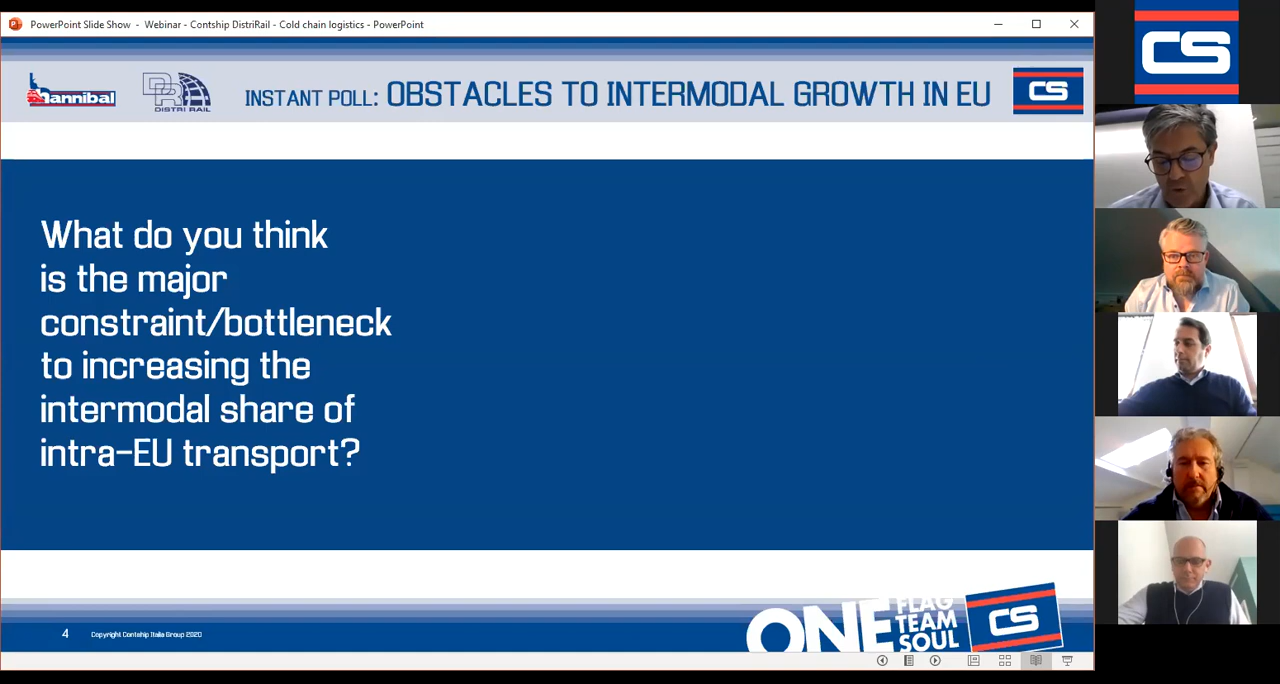 PowerPoint Slide Show - Webinar - Contship DistriRail - Cold chain logistics - PowerPoint
hannibal
DR
DISTRI RAIL
INSTANT POLL: OBSTACLES TO INTERMODAL GROWTH IN EU
CS
CS
What do you think
is the major
constraint/bottleneck
to increasing the
intermodal share of
intra-EU transport?
ONE FLAG
TEAM
SOUL
CS
4 Copyright Contship Italia Group 2020